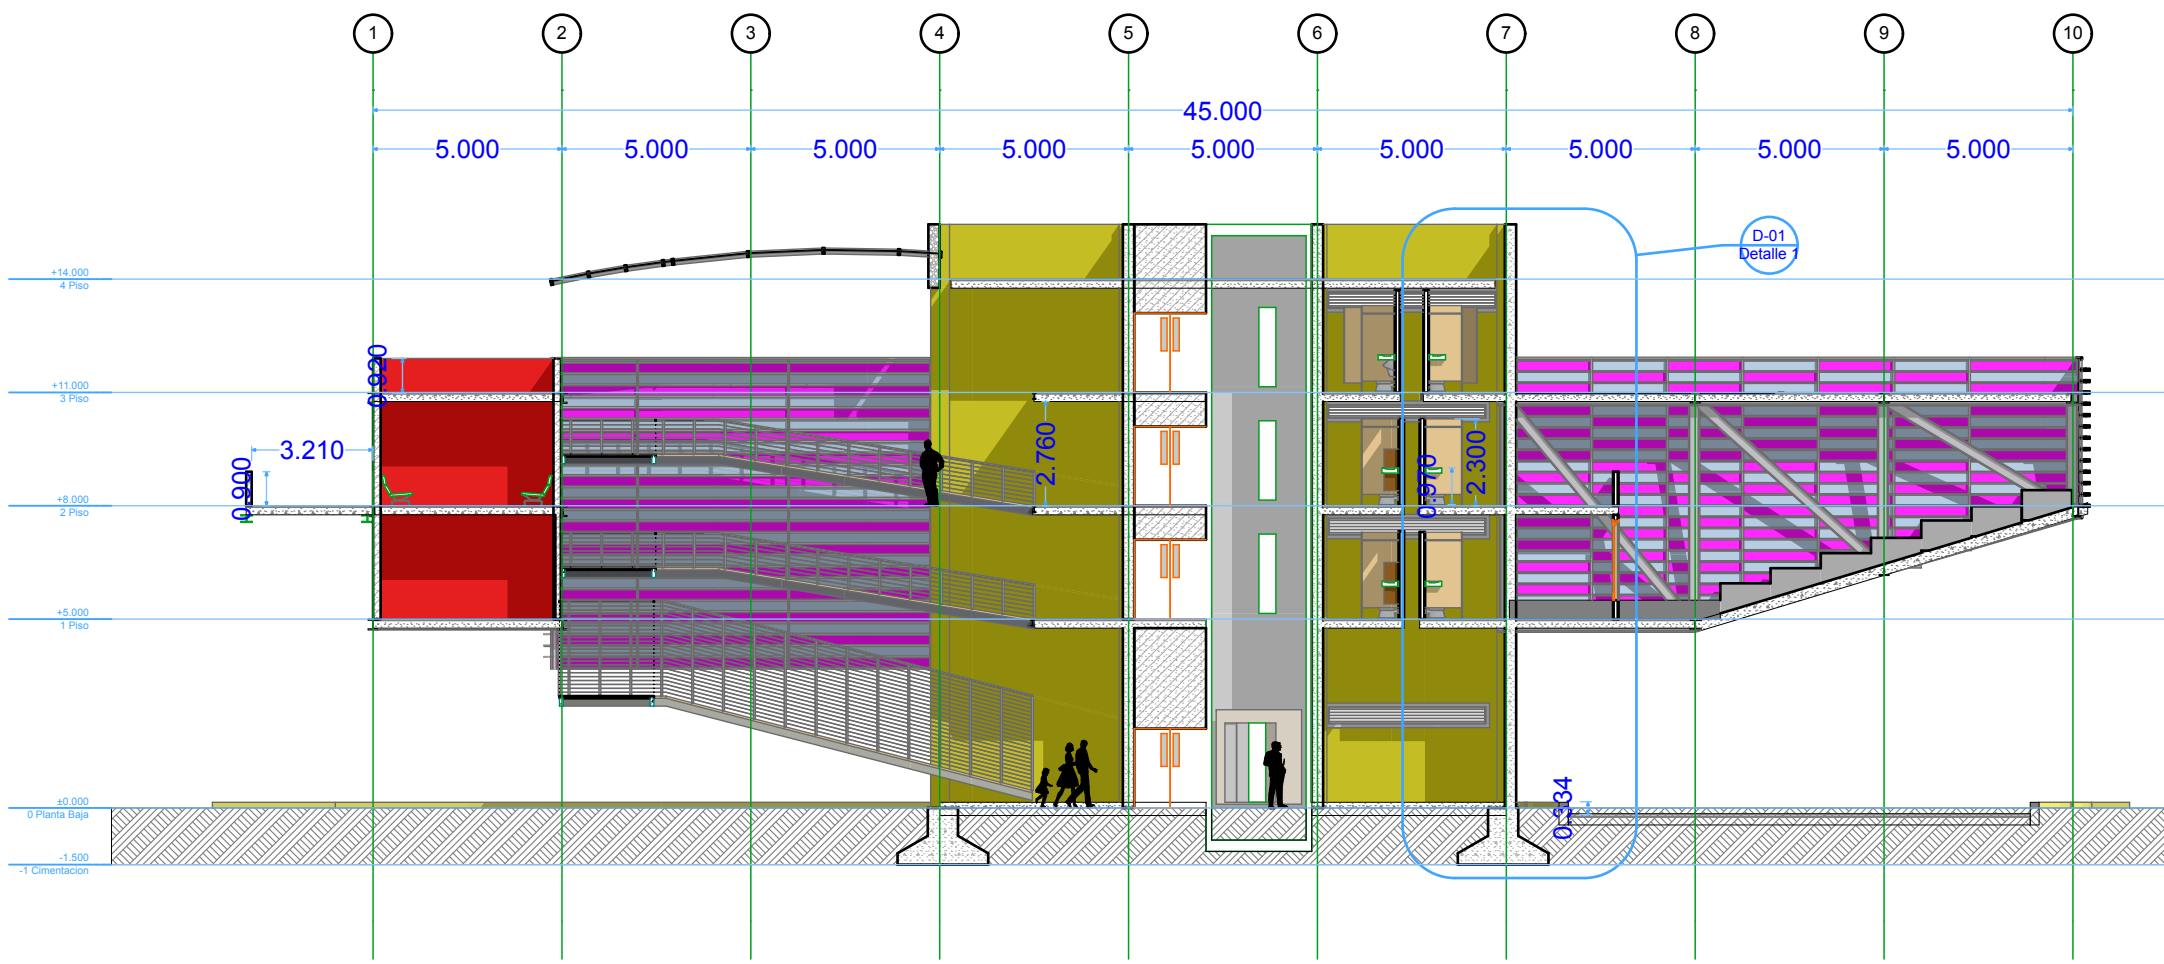 1 2 3 4 5 6 7 8 9 10
45.000
5.000 5.000 5.000 5.000 5.000 5.000 5.000 5.000 5.000
D-01
Detalle 1
+14.000
4 Piso
0.920
+11.000
3 Piso
3.210
0.900
2.760
0.970
2.300
+8.000
2 Piso
+5.000
1 Piso
0.334
±0.000
0 Planta Baja
-1.500
-1 Cimentacion